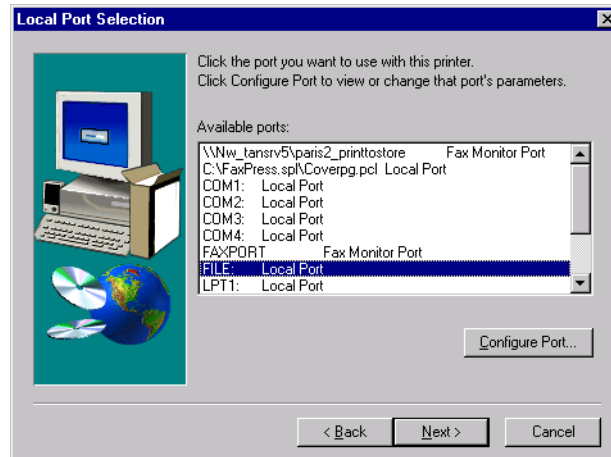 Local Port Selection
Click the port you want to use with this printer.
Click Configure Port to view or change that port's parameters.
Available ports:
\\Nw_tansrv5\paris2_printtostore Fax Monitor Port
C:\FaxPress.spl\Coverpg.pcl Local Port
COM1: Local Port
COM2: Local Port
COM3: Local Port
COM4: Local Port
FAXPORT Fax Monitor Port
FILE: Local Port
LPT1: Local Port
Configure Port...
< Back Next > Cancel